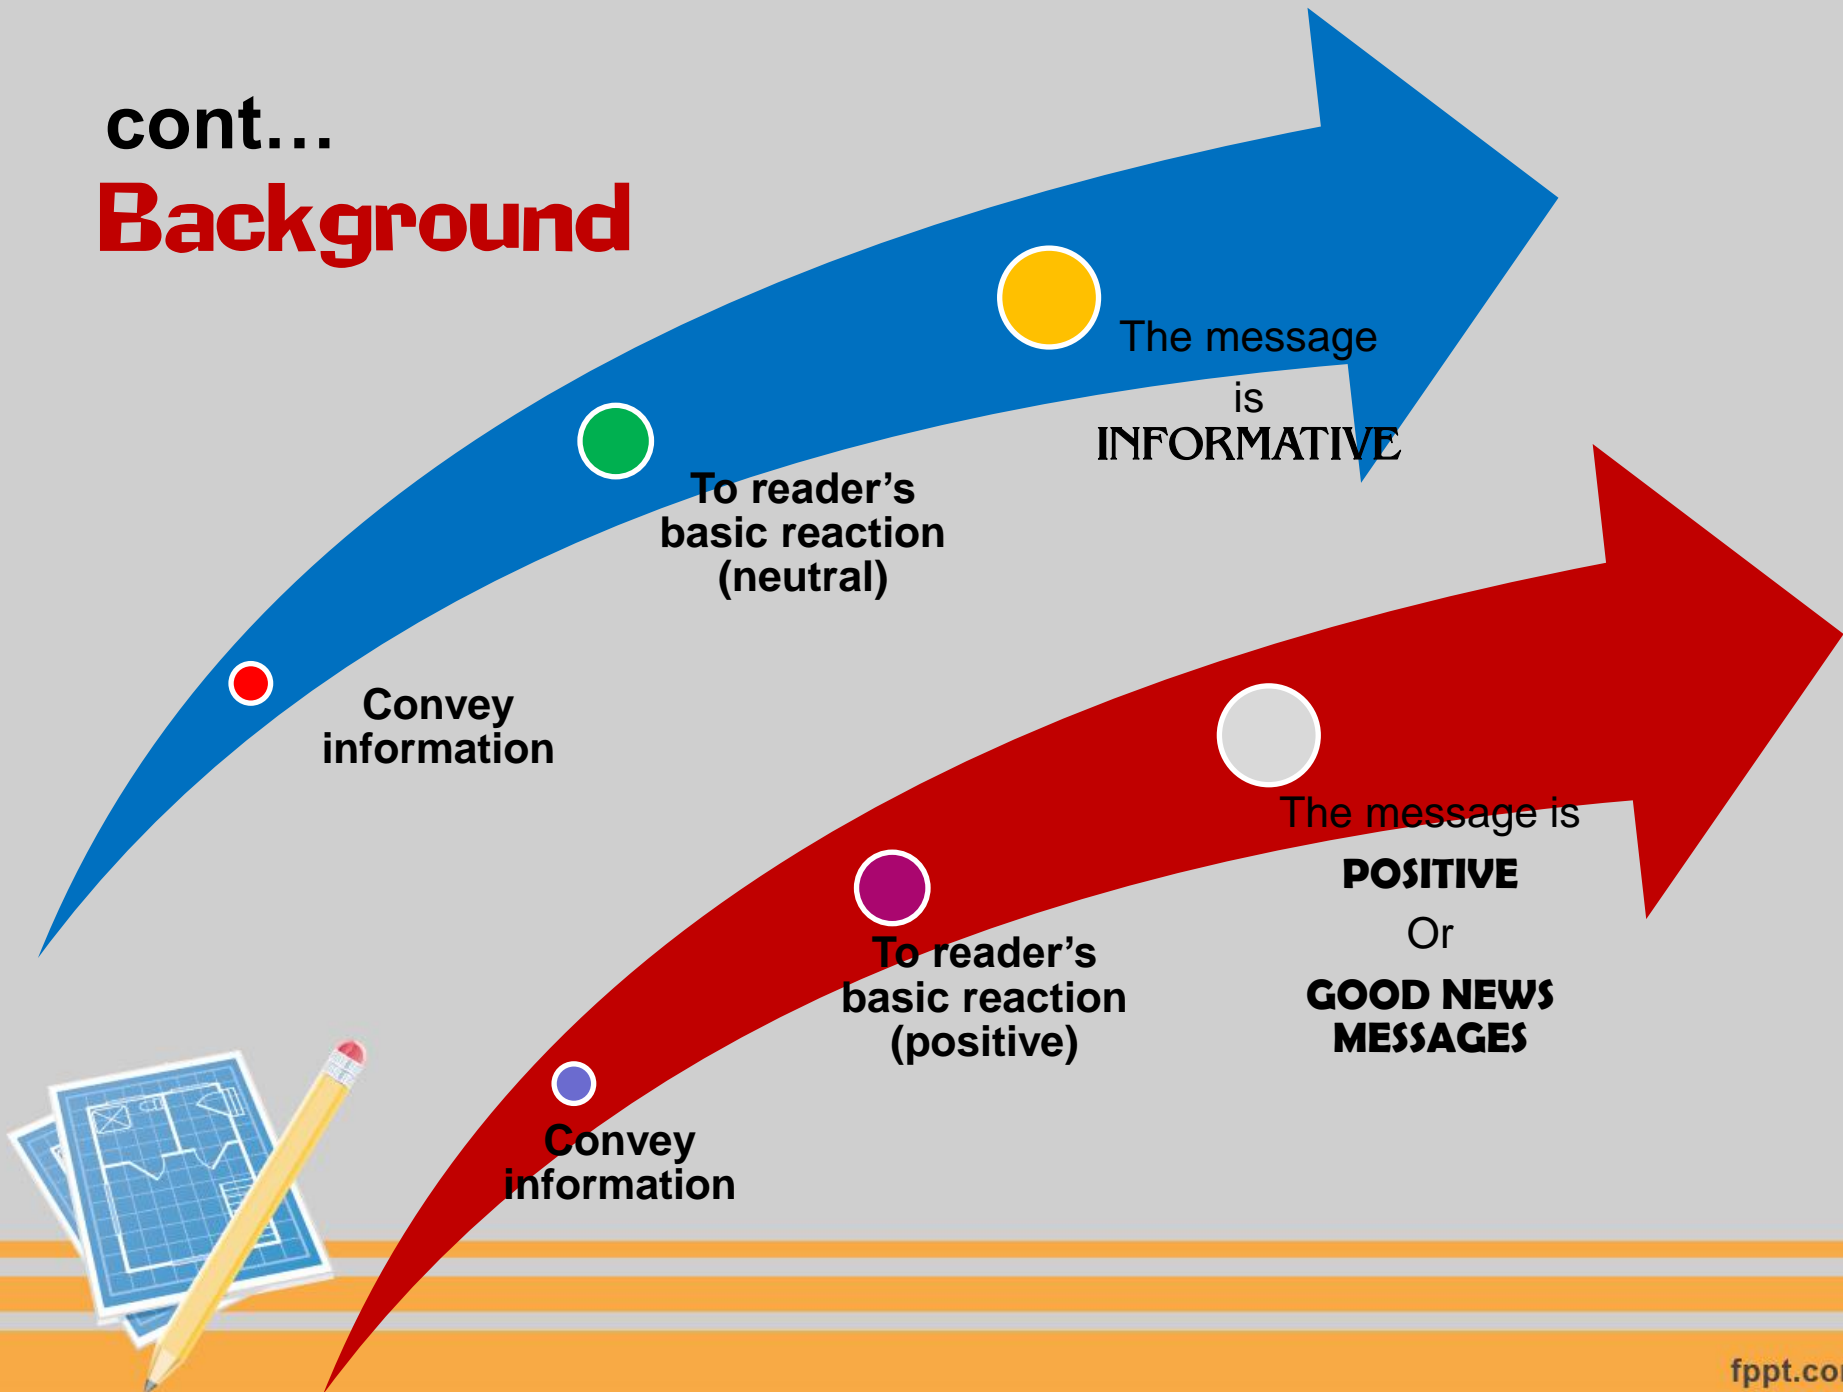 cont…
Background
The message
is
INFORMATIVE
To reader’s
basic reaction
(neutral)
Convey
information
The message is
POSITIVE
Or
GOOD NEWS
MESSAGES
To reader’s
basic reaction
(positive)
Convey
information
fppt.com